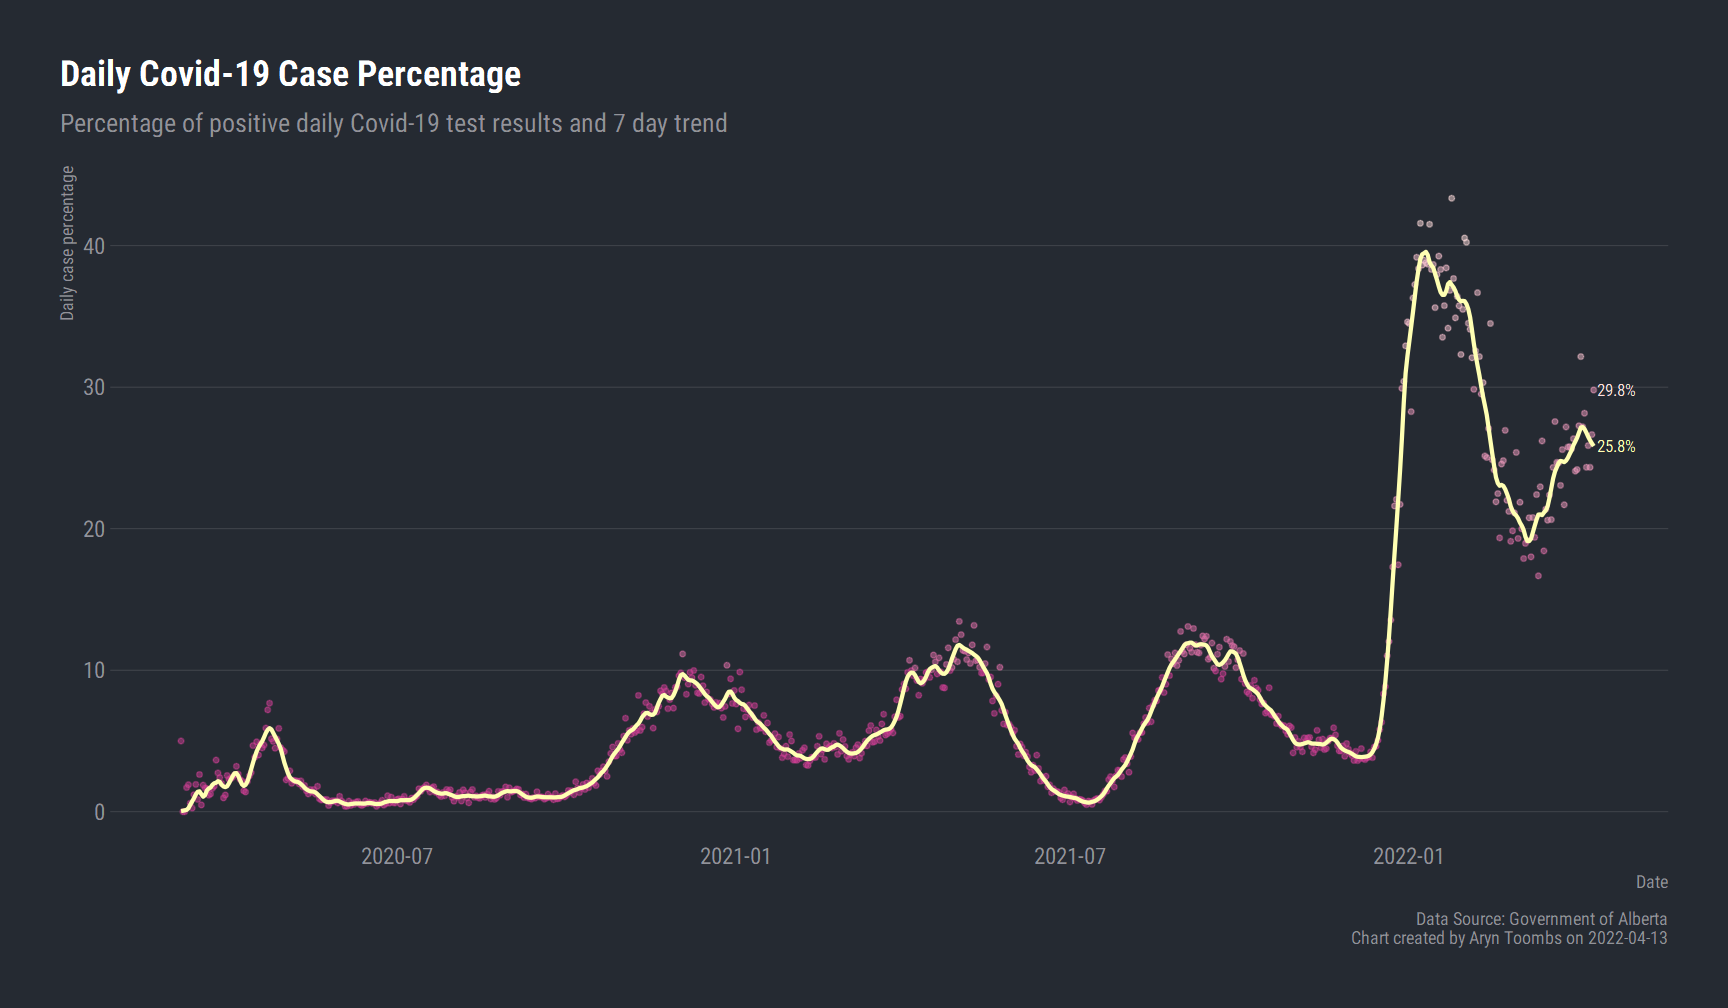 Daily Covid-19 Case Percentage
Percentage of positive daily Covid-19 test results and 7 day trend
Daily case percentage
40
30
20
10
0
29.8%
25.8%
2020-07
2021-01
2021-07
2022-01
Date
Data Source: Government of Alberta
Chart created by Aryn Toombs on 2022-04-13